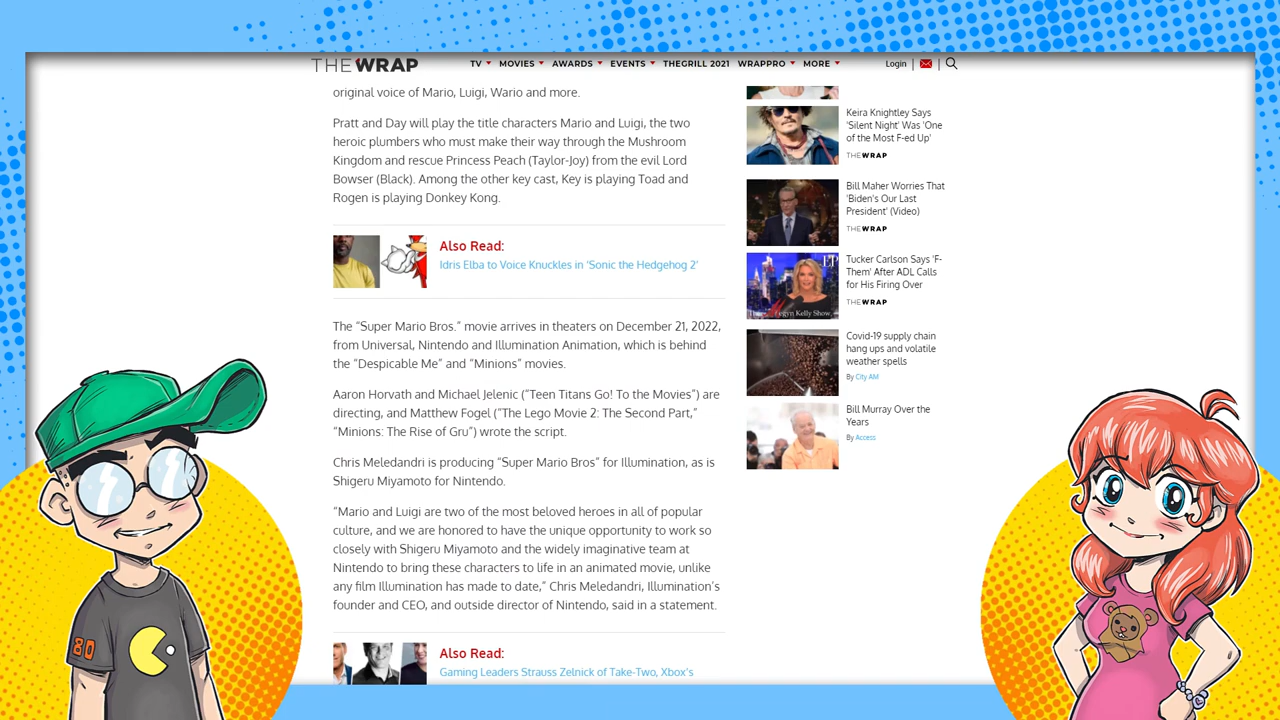 THEWRAP
TV MOVIES AWARDS EVENTS THEGRILL 2021 WRAPPRO MORE
Login
original voice of Mario, Luigi, Wario and more.
Pratt and Day will play the title characters Mario and Luigi, the two
heroic plumbers who must make their way through the Mushroom
Kingdom and rescue Princess Peach (Taylor-Joy) from the evil Lord
Bowser (Black). Among the other key cast, Key is playing Toad and
Rogen is playing Donkey Kong.
Also Read:
Idris Elba to Voice Knuckles in 'Sonic the Hedgehog 2'
The “Super Mario Bros.” movie arrives in theaters on December 21, 2022,
from Universal, Nintendo and Illumination Animation, which is behind
the “Despicable Me” and “Minions” movies.
Aaron Horvath and Michael Jelenic (“Teen Titans Go! To the Movies”) are
directing, and Matthew Fogel (“The Lego Movie 2: The Second Part,”
“Minions: The Rise of Gru”) wrote the script.
Chris Meledandri is producing “Super Mario Bros” for Illumination, as is
Shigeru Miyamoto for Nintendo.
“Mario and Luigi are two of the most beloved heroes in all of popular
culture, and we are honored to have the unique opportunity to work so
closely with Shigeru Miyamoto and the widely imaginative team at
Nintendo to bring these characters to life in an animated movie, unlike
any film Illumination has made to date,” Chris Meledandri, Illumination’s
founder and CEO, and outside director of Nintendo, said in a statement.
Also Read:
Gaming Leaders Strauss Zelnick of Take-Two, Xbox's
Keira Knightley Says
'Silent Night' Was 'One
of the Most F-ed Up'
THEWRAP
Bill Maher Worries That
'Biden's Our Last
President' (Video)
THEWRAP
Tucker Carlson Says 'F-
Them' After ADL Calls
for His Firing Over
THEWRAP
Kelly Show,
Covid-19 supply chain
hang ups and volatile
weather spells
By City AM
Bill Murray Over the
Years
By Access
80